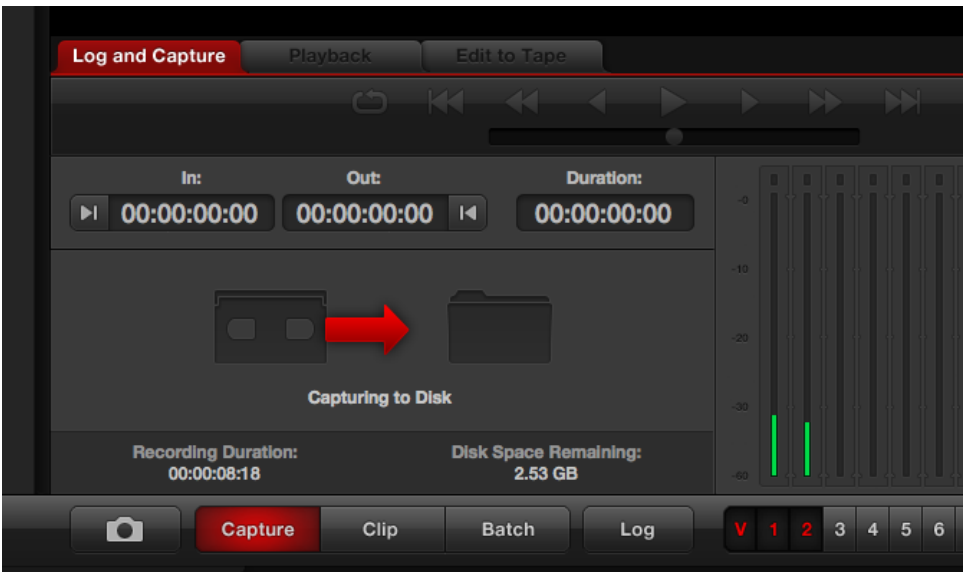 Log and Capture Playback Edit to Tape
In: Out: Duration:
00:00:00:00 00:00:00:00 00:00:00:00
-0
-10
-20
-30
-60
Capturing to Disk
Recording Duration: Disk Space Remaining:
00:00:08:18 2.53 GB
Capture Clip Batch Log V 1 2 3 4 5 6